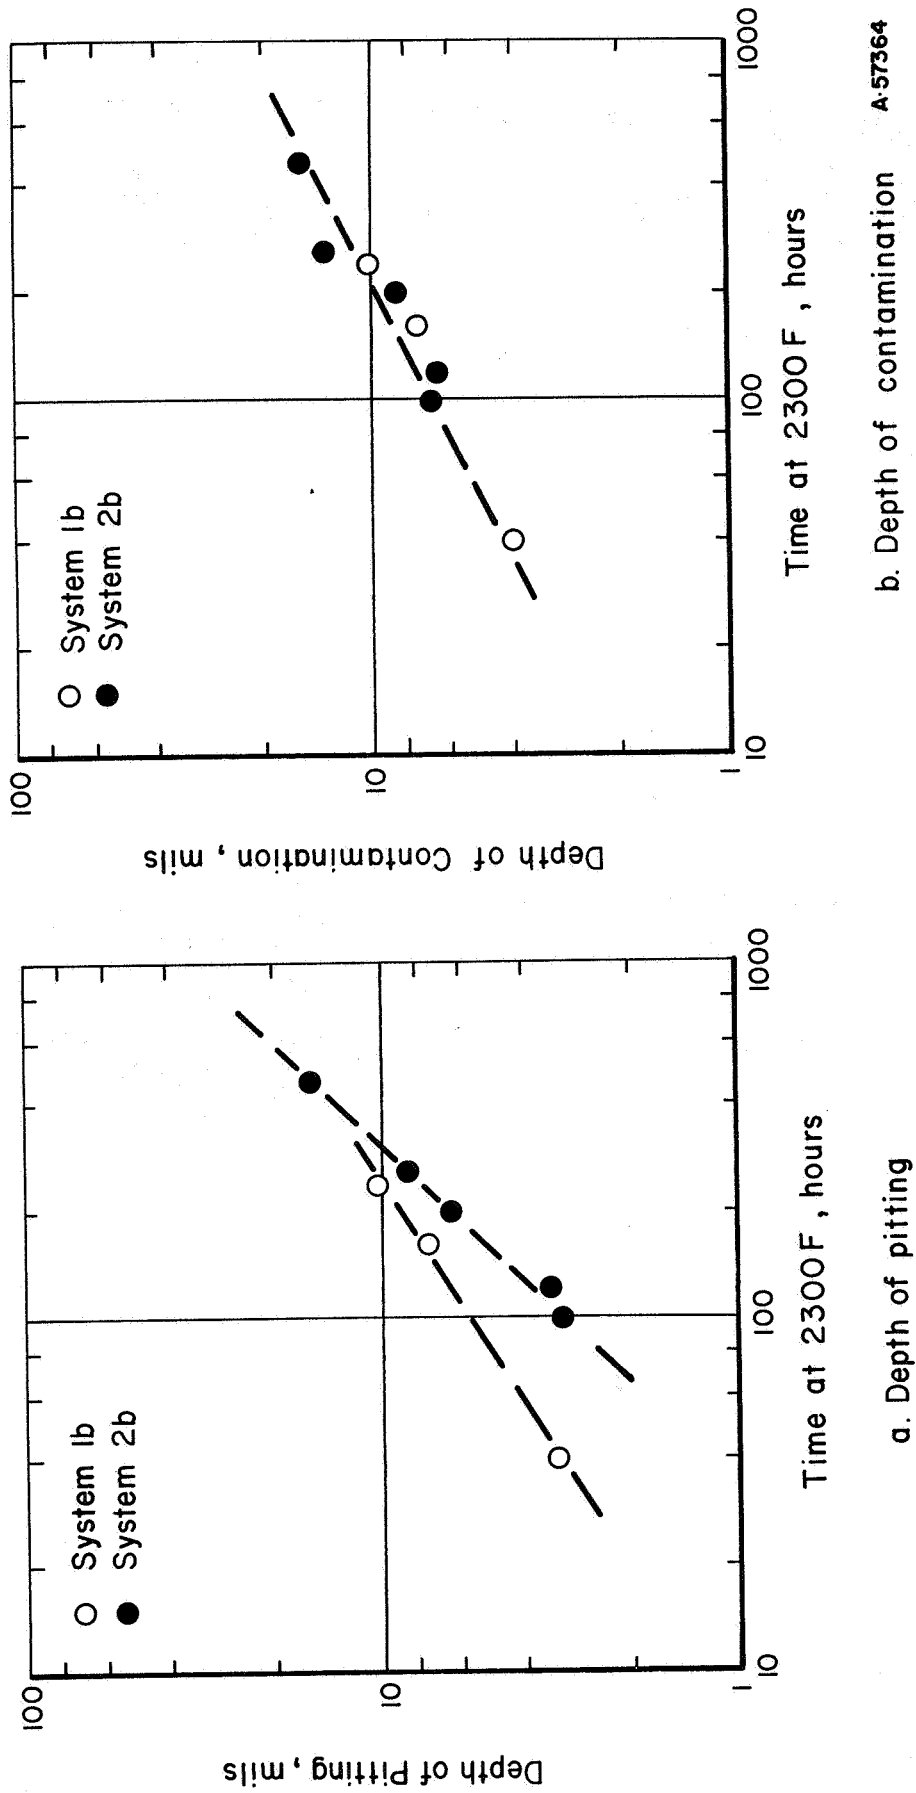 Depth of Pitting, mils
100
10
1
○ System 1b
● System 2b
10
100
1000
Time at 2300 F, hours
a. Depth of pitting
Depth of Contamination, mils
100
10
1
○ System 1b
● System 2b
10
100
1000
Time at 2300 F, hours
b. Depth of contamination
A-57364